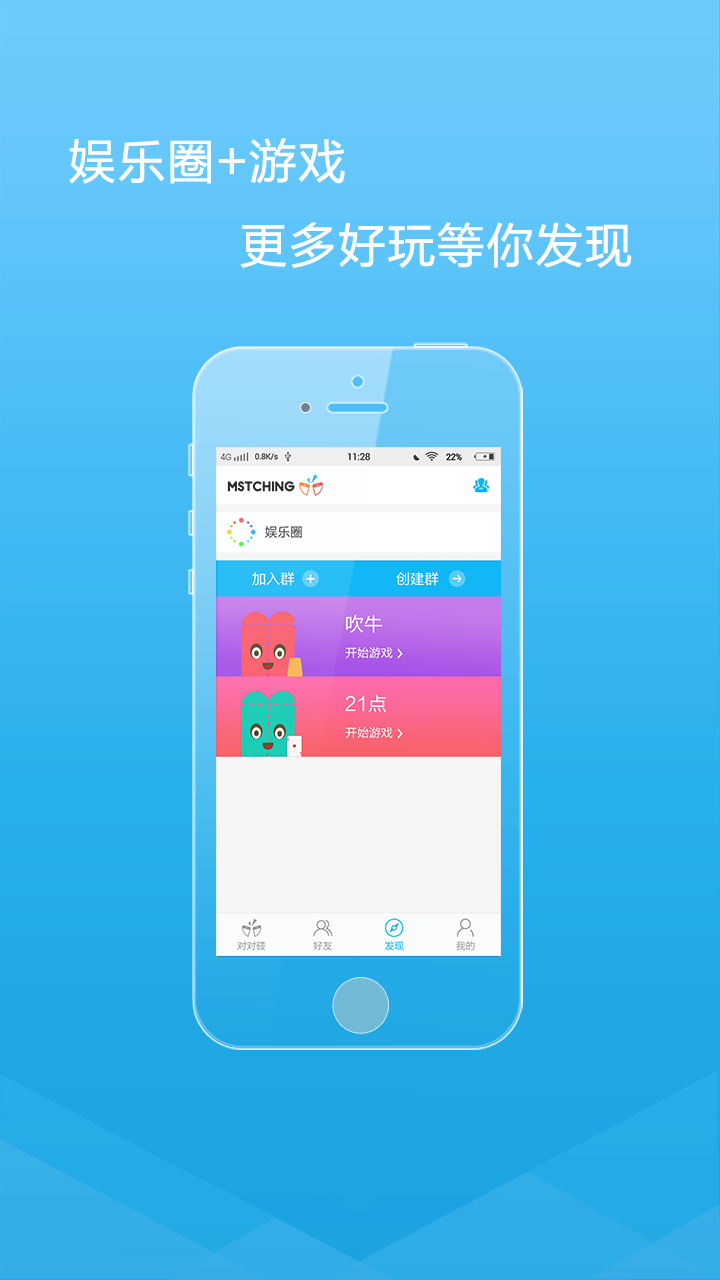 娱乐圈+游戏
更多好玩等你发现
4G 0.8K/s 11:28 22%
MSTCHING
娱乐圈
加入群 创建群
吹牛
开始游戏
21点
开始游戏
对对碰 好友 发现 我的